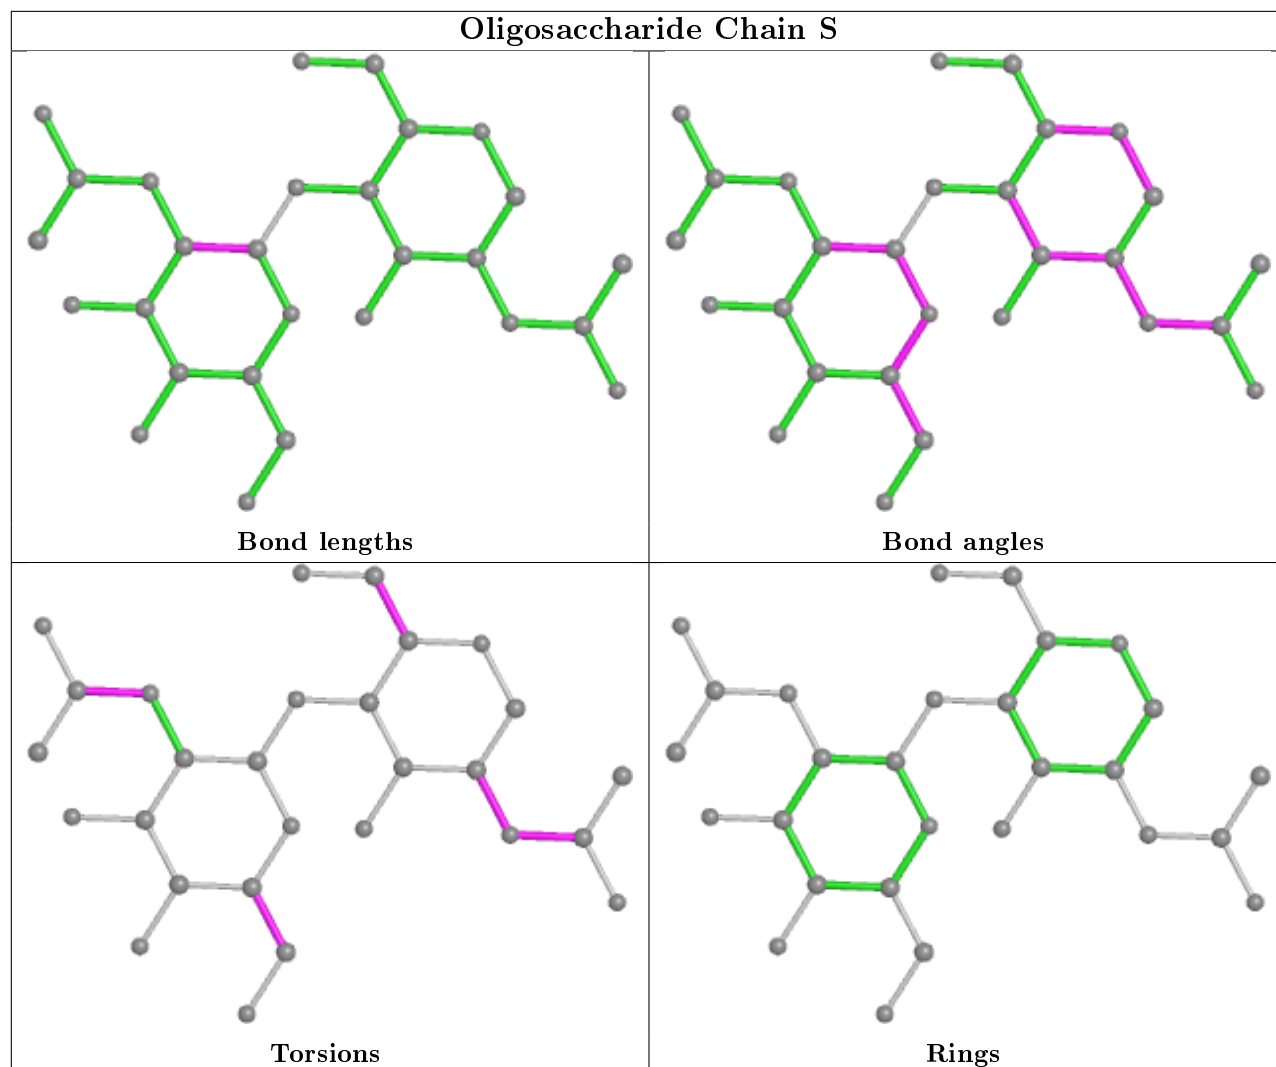 Oligosaccharide Chain S
Bond lengths
Bond angles
Torsions
Rings